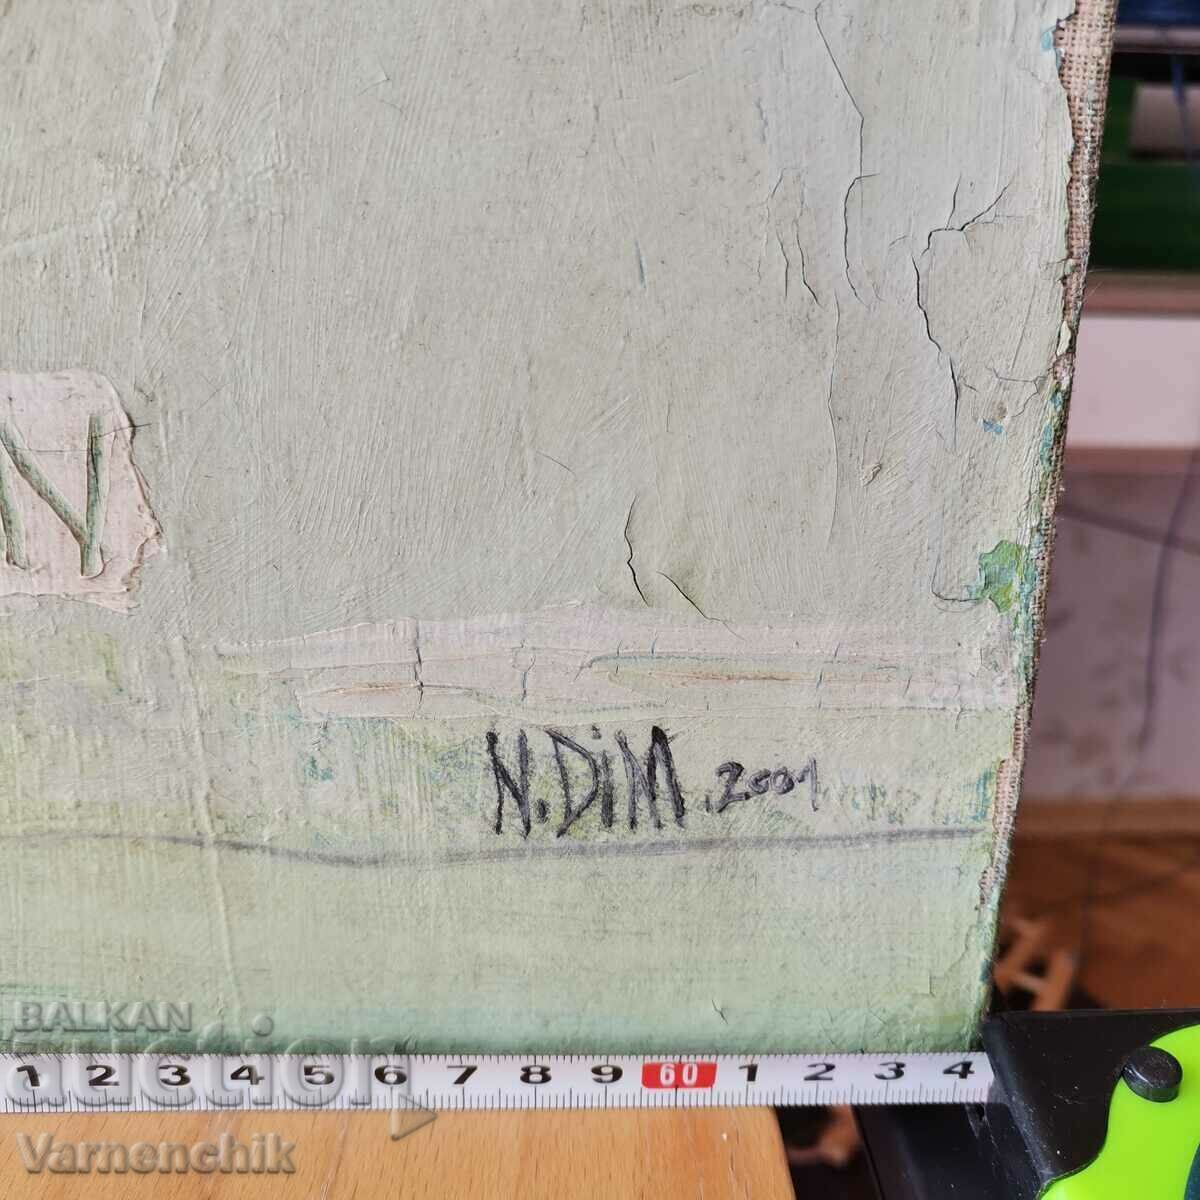 N
N.DiM.2001
BALKAN
auction
1 2 3 4 5 6 7 8 9 60 1 2 3 4
Varnenchik